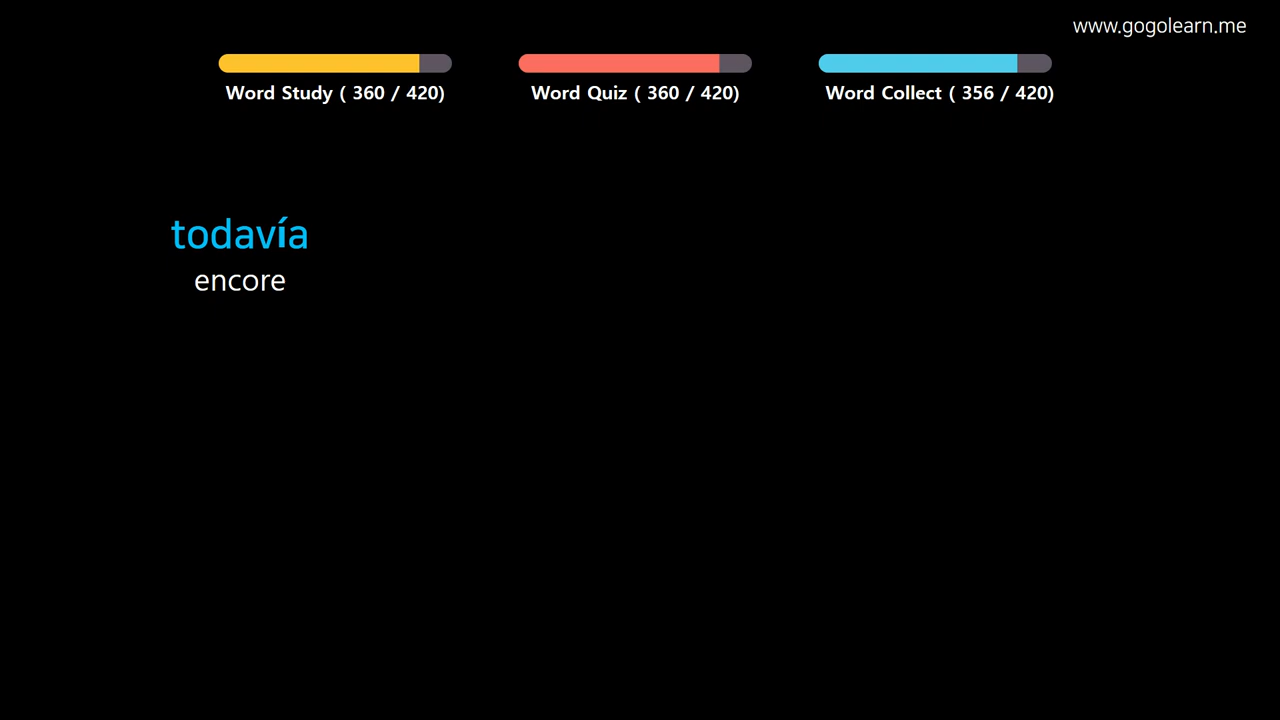 www.gogolearn.me
Word Study ( 360 / 420)
Word Quiz ( 360 / 420)
Word Collect ( 356 / 420)
todavía
encore